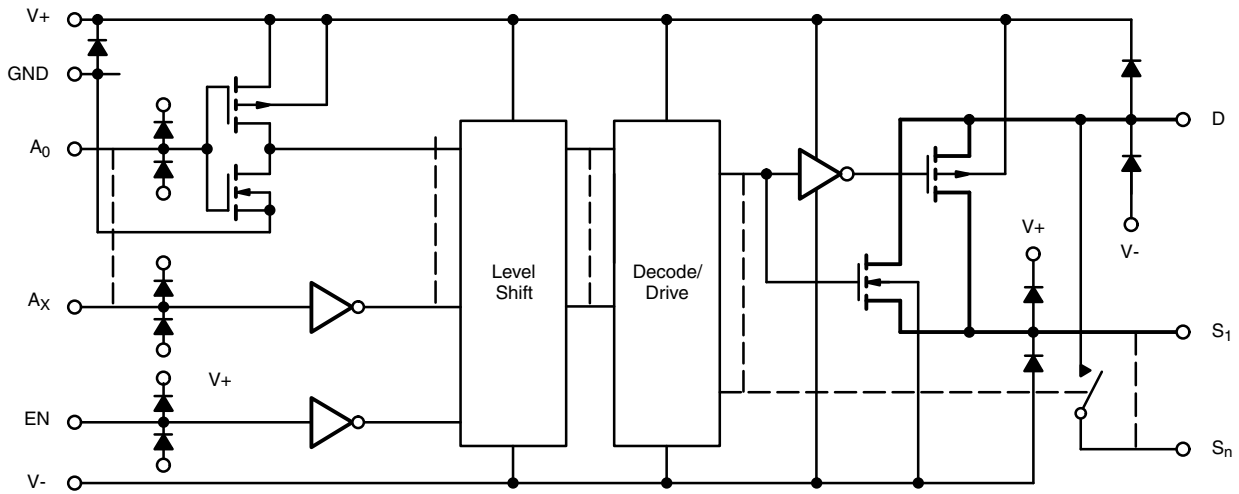 V+
GND
A0
D
V+
V-
Level
Shift
Decode/
Drive
AX
S1
V+
EN
Sn
V-